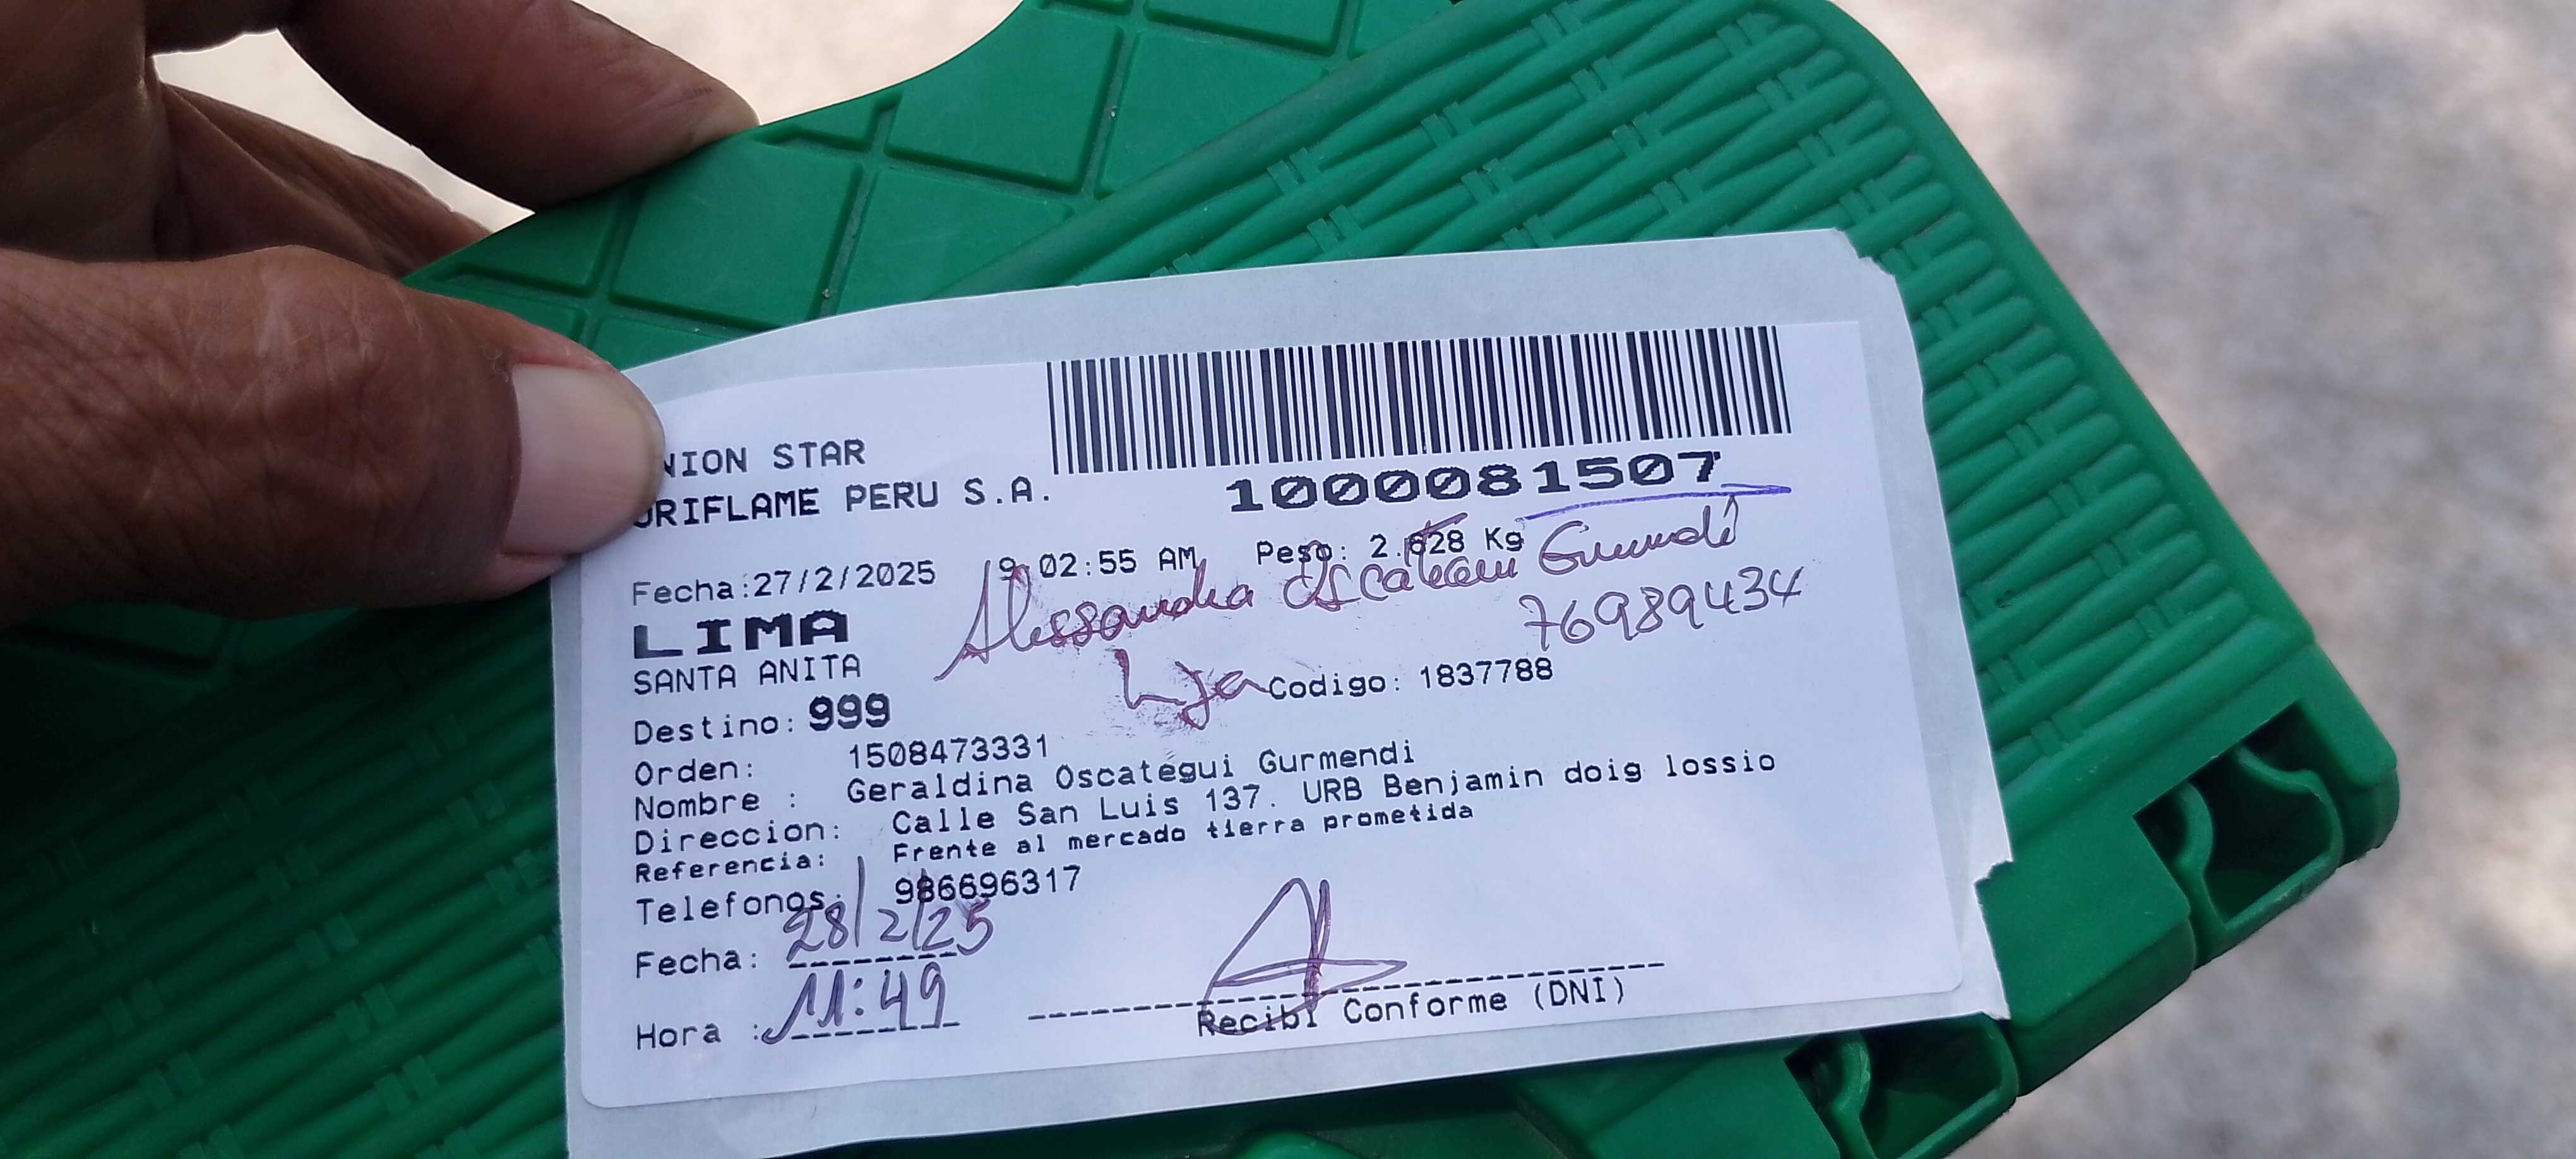 NION STAR
ORIFLAME PERU S.A.
1000081507
Fecha:27/2/2025 9:02:55 AM Peso: 2.628 Kg
Alessandra Oscategui Gurmendi
76989434
LIMA
SANTA ANITA
hija
Codigo: 1837788
Destino: 999
Orden: 1508473331
Nombre : Geraldina Oscategui Gurmendi
Direccion: Calle San Luis 137. URB Benjamin doig lossio
Referencia: Frente al mercado tierra prometida
Telefonos: 986696317
Fecha: 28/2/25
Hora : 11:49
Recibi Conforme (DNI)